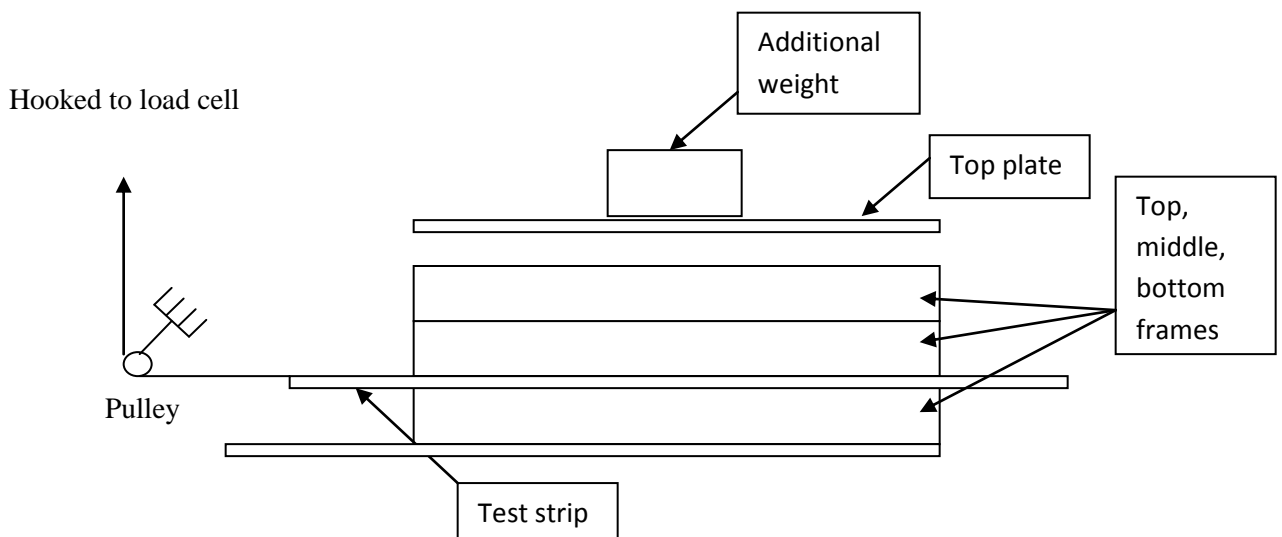 Additional
weight
Hooked to load cell
Top plate
Top,
middle,
bottom
frames
Pulley
Test strip